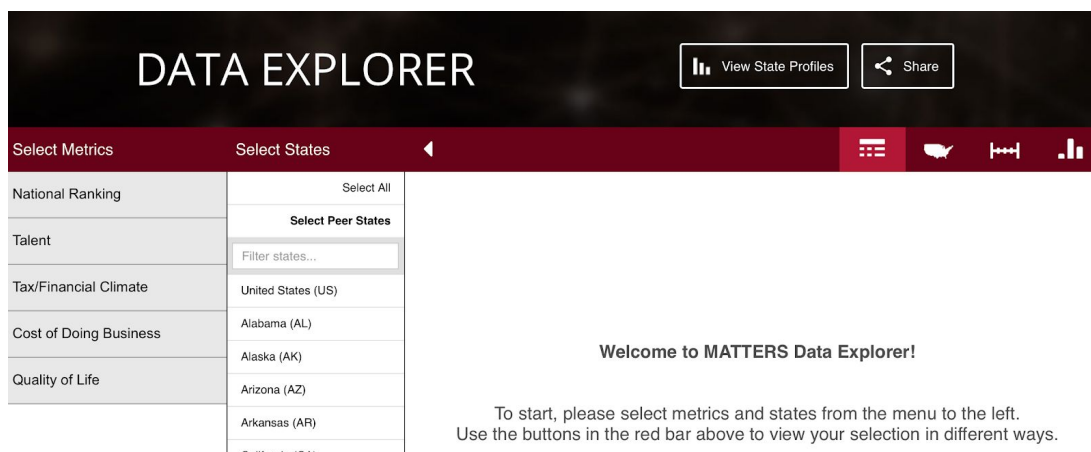 DATA EXPLORER
View State Profiles
Share
Select Metrics
Select States
National Ranking
Talent
Tax/Financial Climate
Cost of Doing Business
Quality of Life
Select All
Select Peer States
Filter states...
United States (US)
Alabama (AL)
Alaska (AK)
Arizona (AZ)
Arkansas (AR)
Welcome to MATTERS Data Explorer!
To start, please select metrics and states from the menu to the left.
Use the buttons in the red bar above to view your selection in different ways.